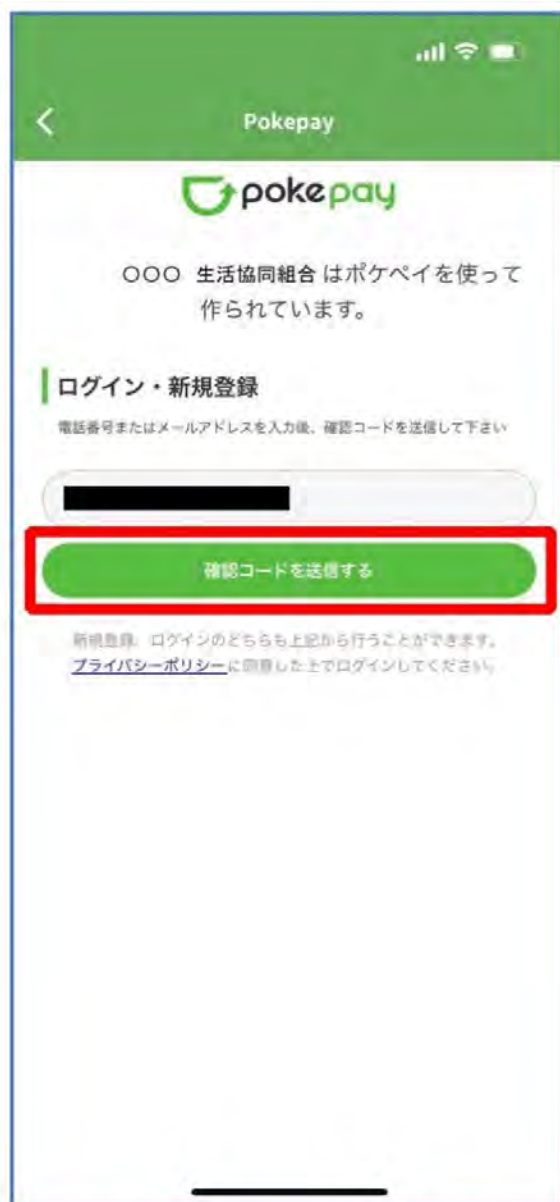 Pokepay
pokepay
○○○ 生活協同組合 はポケペイを使って
作られています。
ログイン・新規登録
電話番号またはメールアドレスを入力後、確認コードを送信して下さい
確認コードを送信する
新規登録、ログインのどちらも上記から行うことができます。
プライバシーポリシーに同意した上でログインしてください。